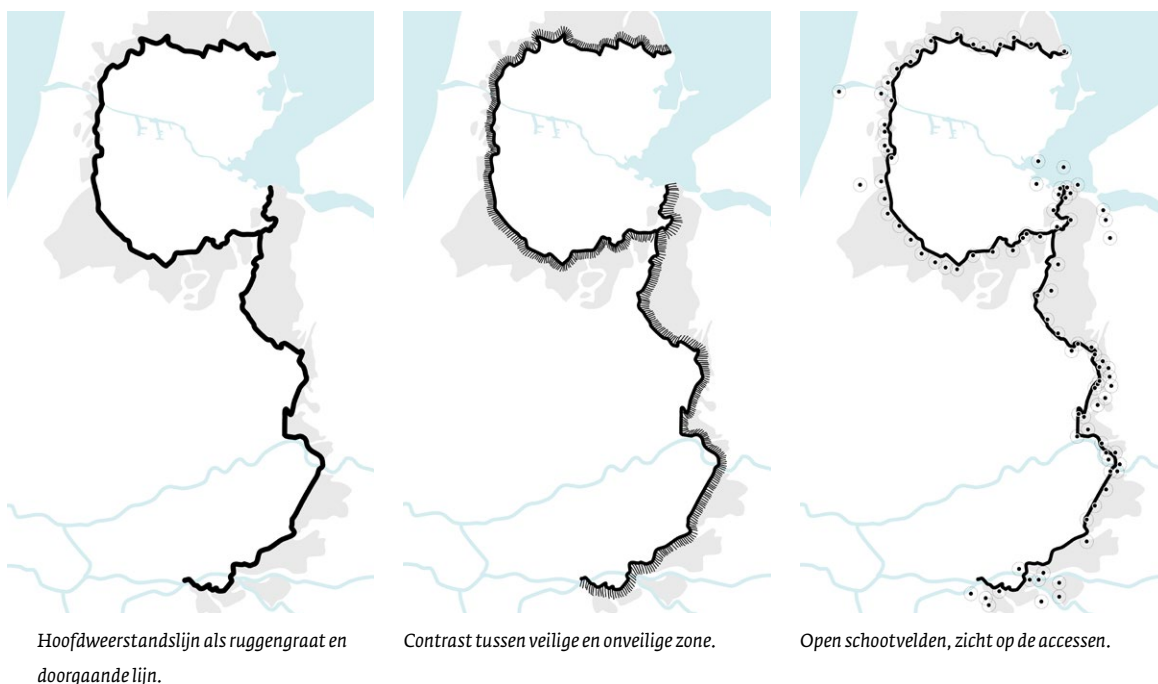 Hoofdweerstandslijn als ruggengraat en
doorgaande lijn.
Contrast tussen veilige en onveilige zone.
Open schootvelden, zicht op de accessen.